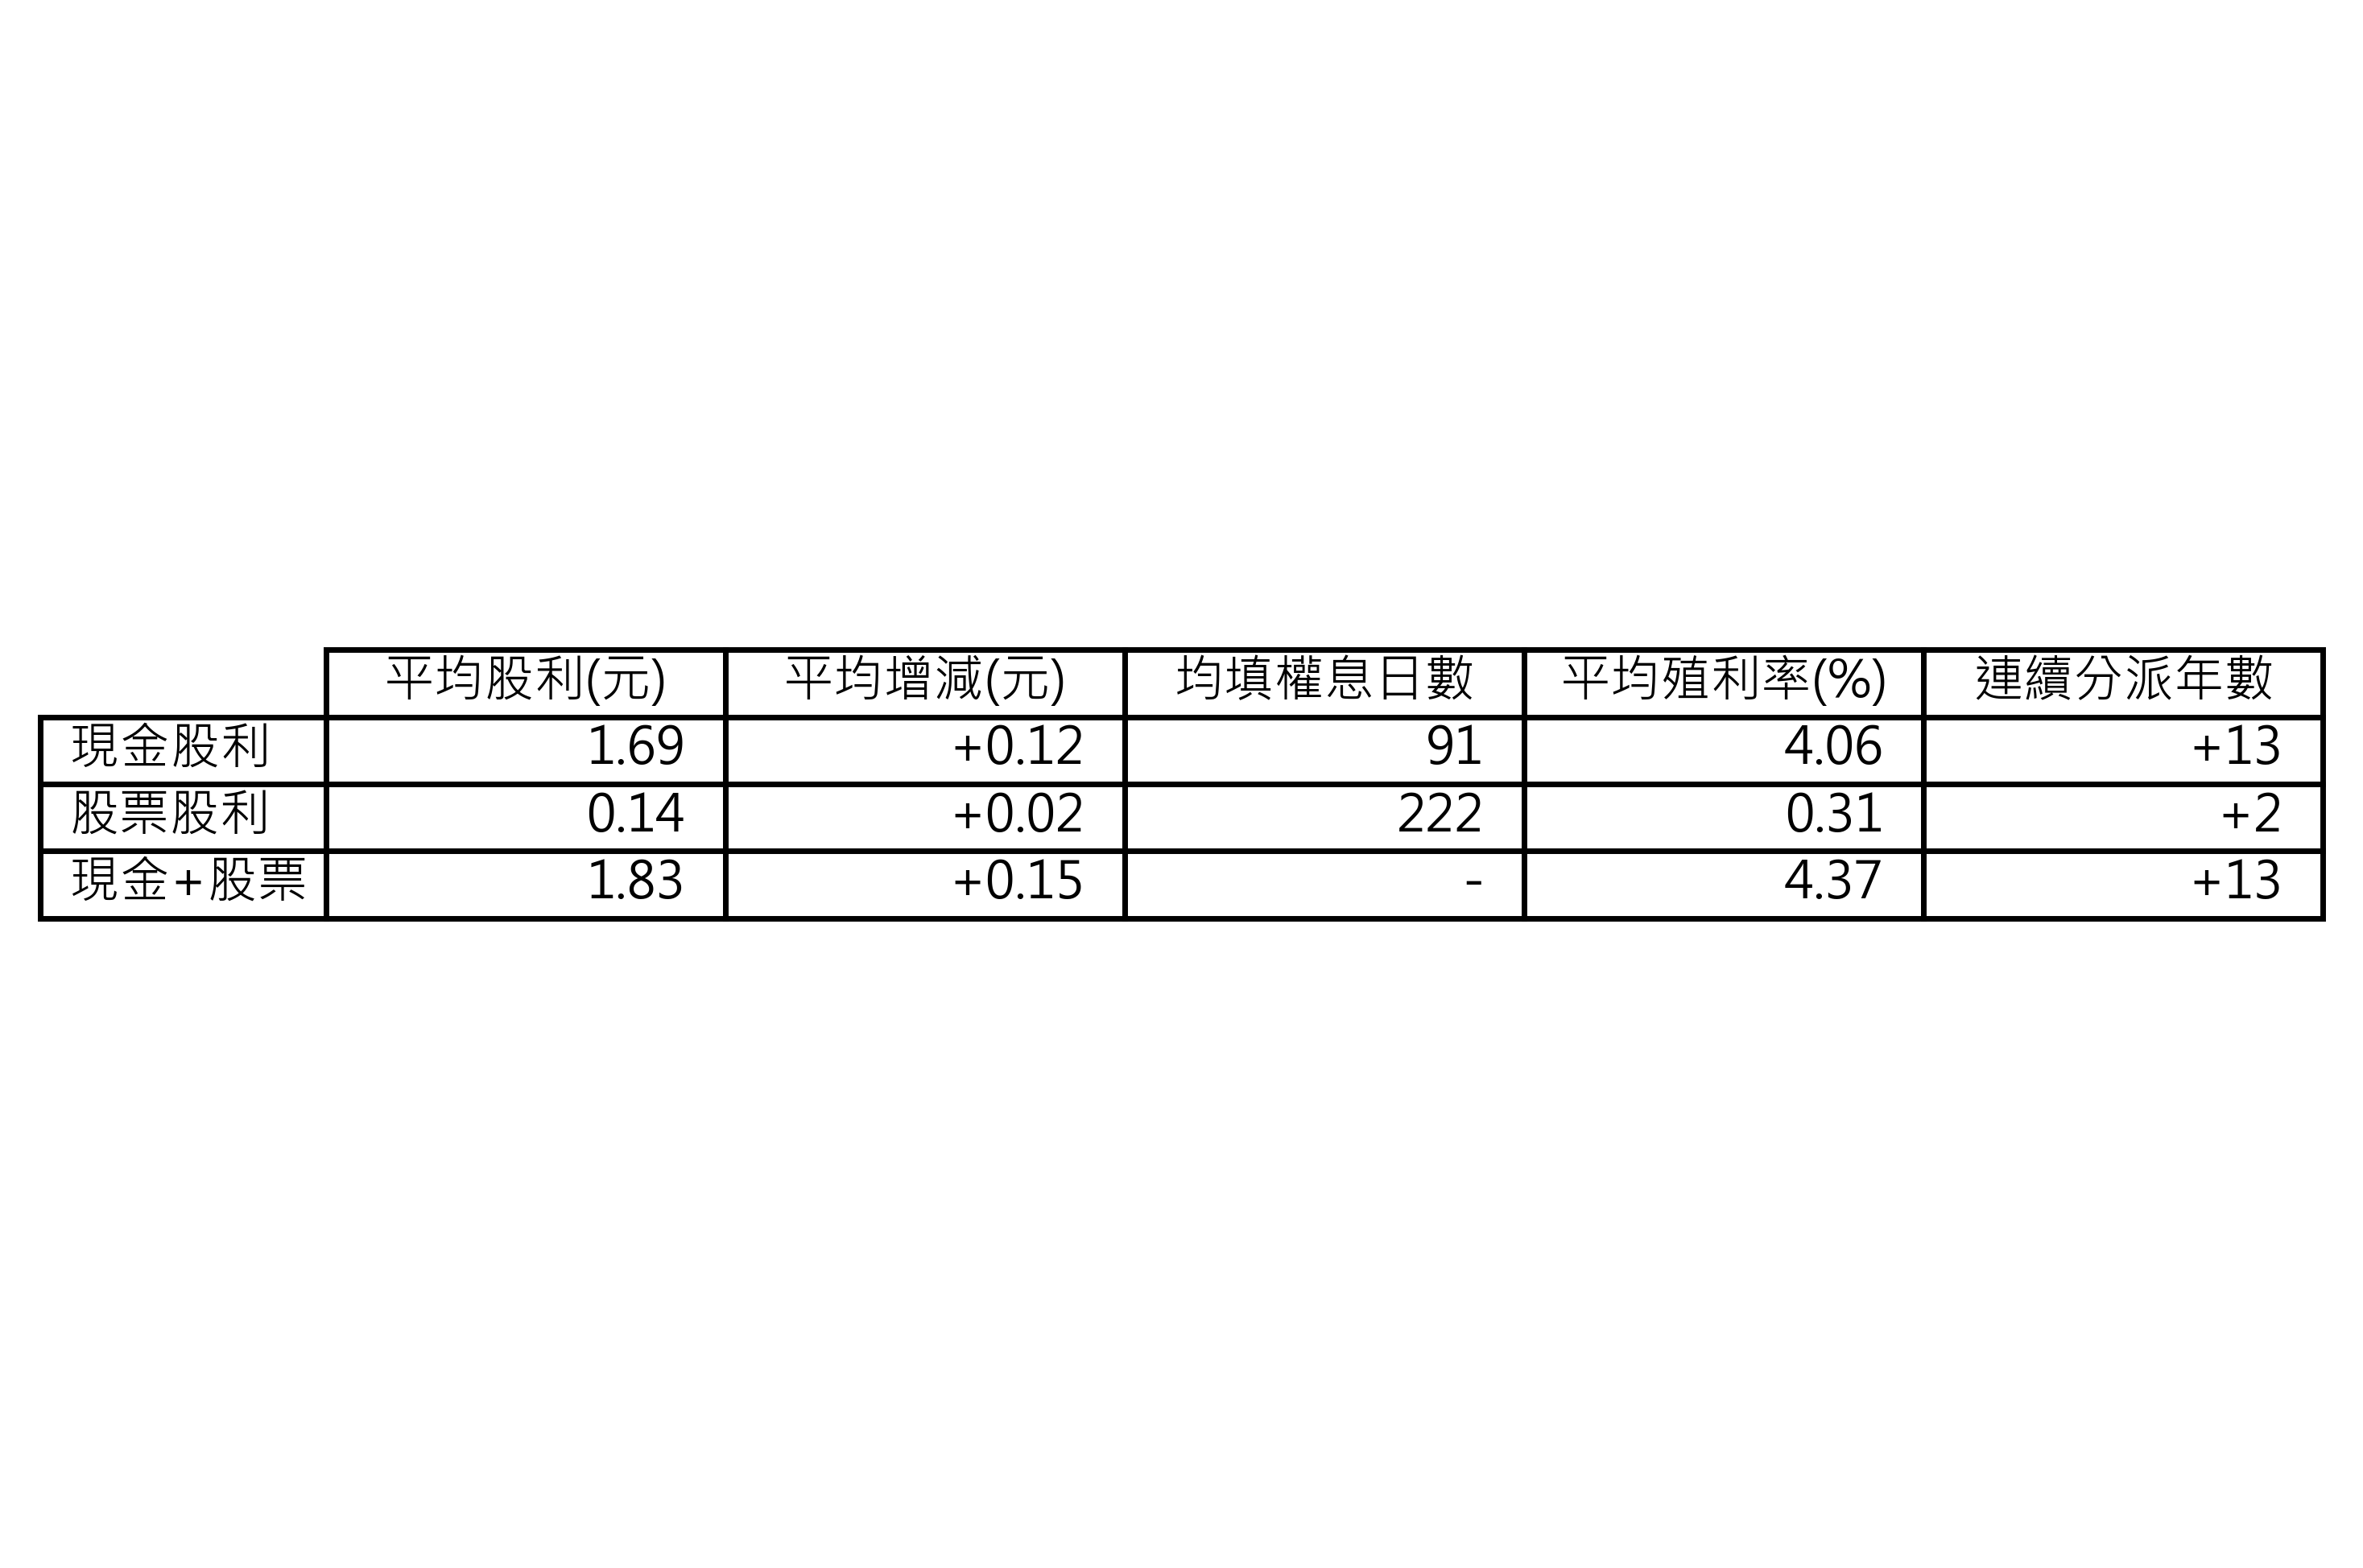 平均股利(元) 平均增減(元) 均填權息日數 平均殖利率(%) 連續分派年數
現金股利 1.69 +0.12 91 4.06 +13
股票股利 0.14 +0.02 222 0.31 +2
現金+股票 1.83 +0.15 - 4.37 +13